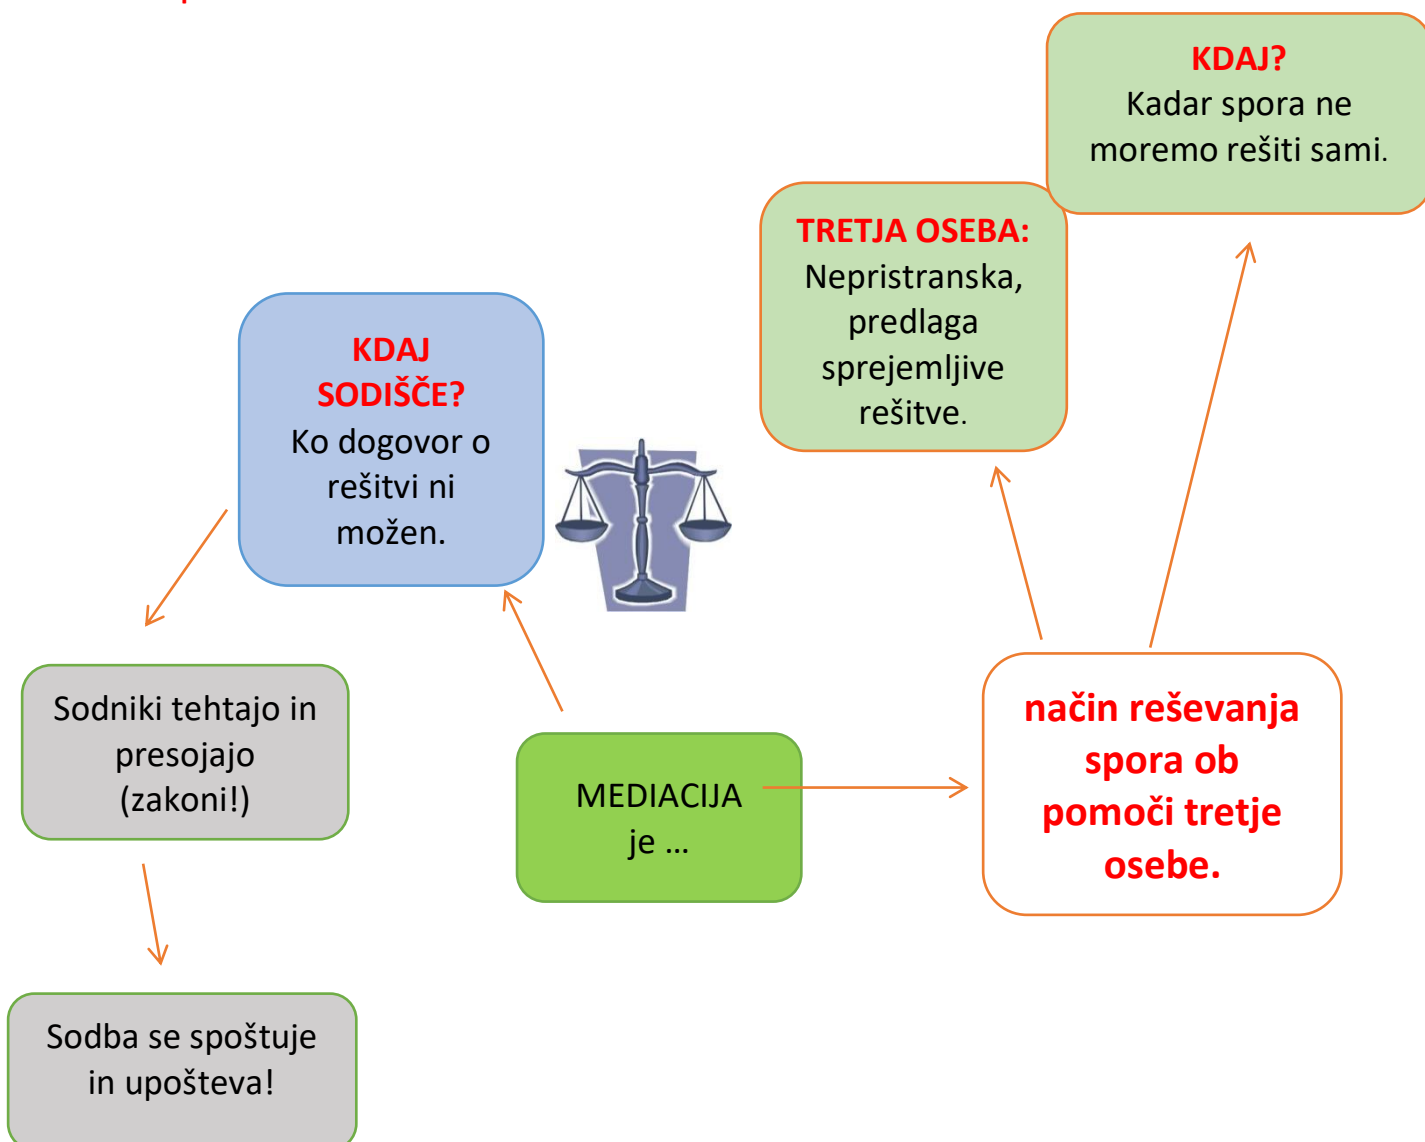 KDAJ?
Kadar spora ne
moremo rešiti sami.
TRETJA OSEBA:
Nepristranska,
predlaga
sprejemljive
rešitve.
KDAJ
SODIŠČE?
Ko dogovor o
rešitvi ni
možen.
Sodniki tehtajo in
presojajo
(zakoni!)
MEDIACIJA
je ...
način reševanja
spora ob
pomoči tretje
osebe.
Sodba se spoštuje
in upošteva!